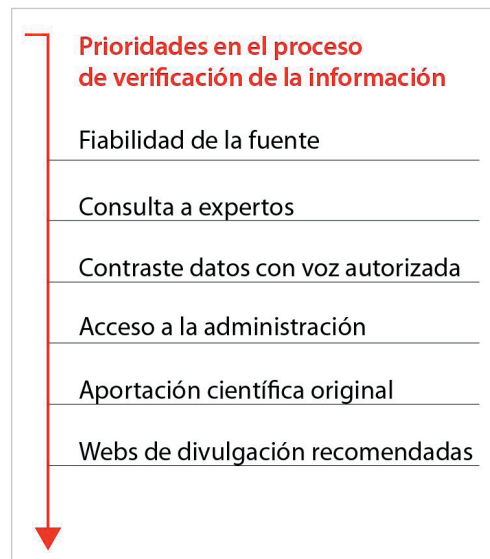 Prioridades en el proceso
de verificación de la información
Fiabilidad de la fuente
Consulta a expertos
Contraste datos con voz autorizada
Acceso a la administración
Aportación científica original
Webs de divulgación recomendadas